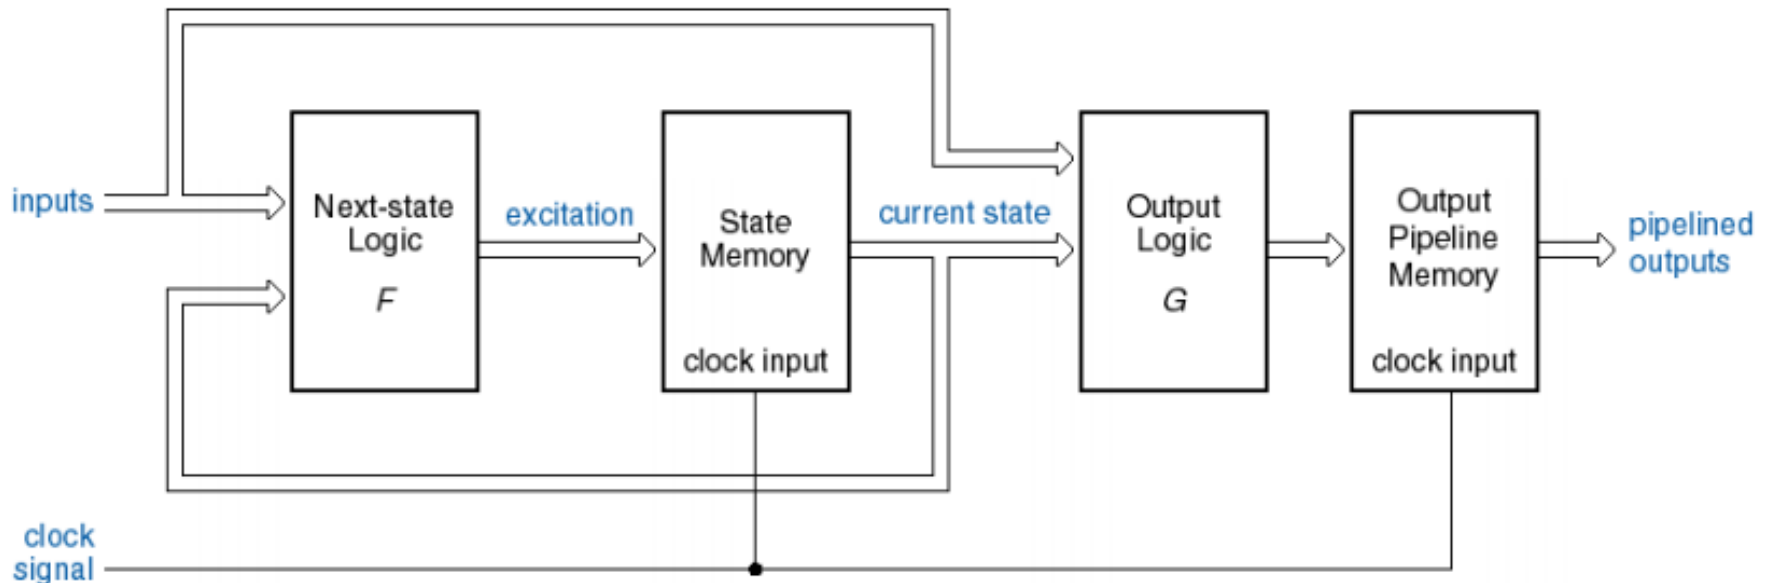 inputs
Next-state
Logic
F
excitation
State
Memory
clock input
current state
Output
Logic
G
Output
Pipeline
Memory
clock input
pipelined
outputs
clock
signal